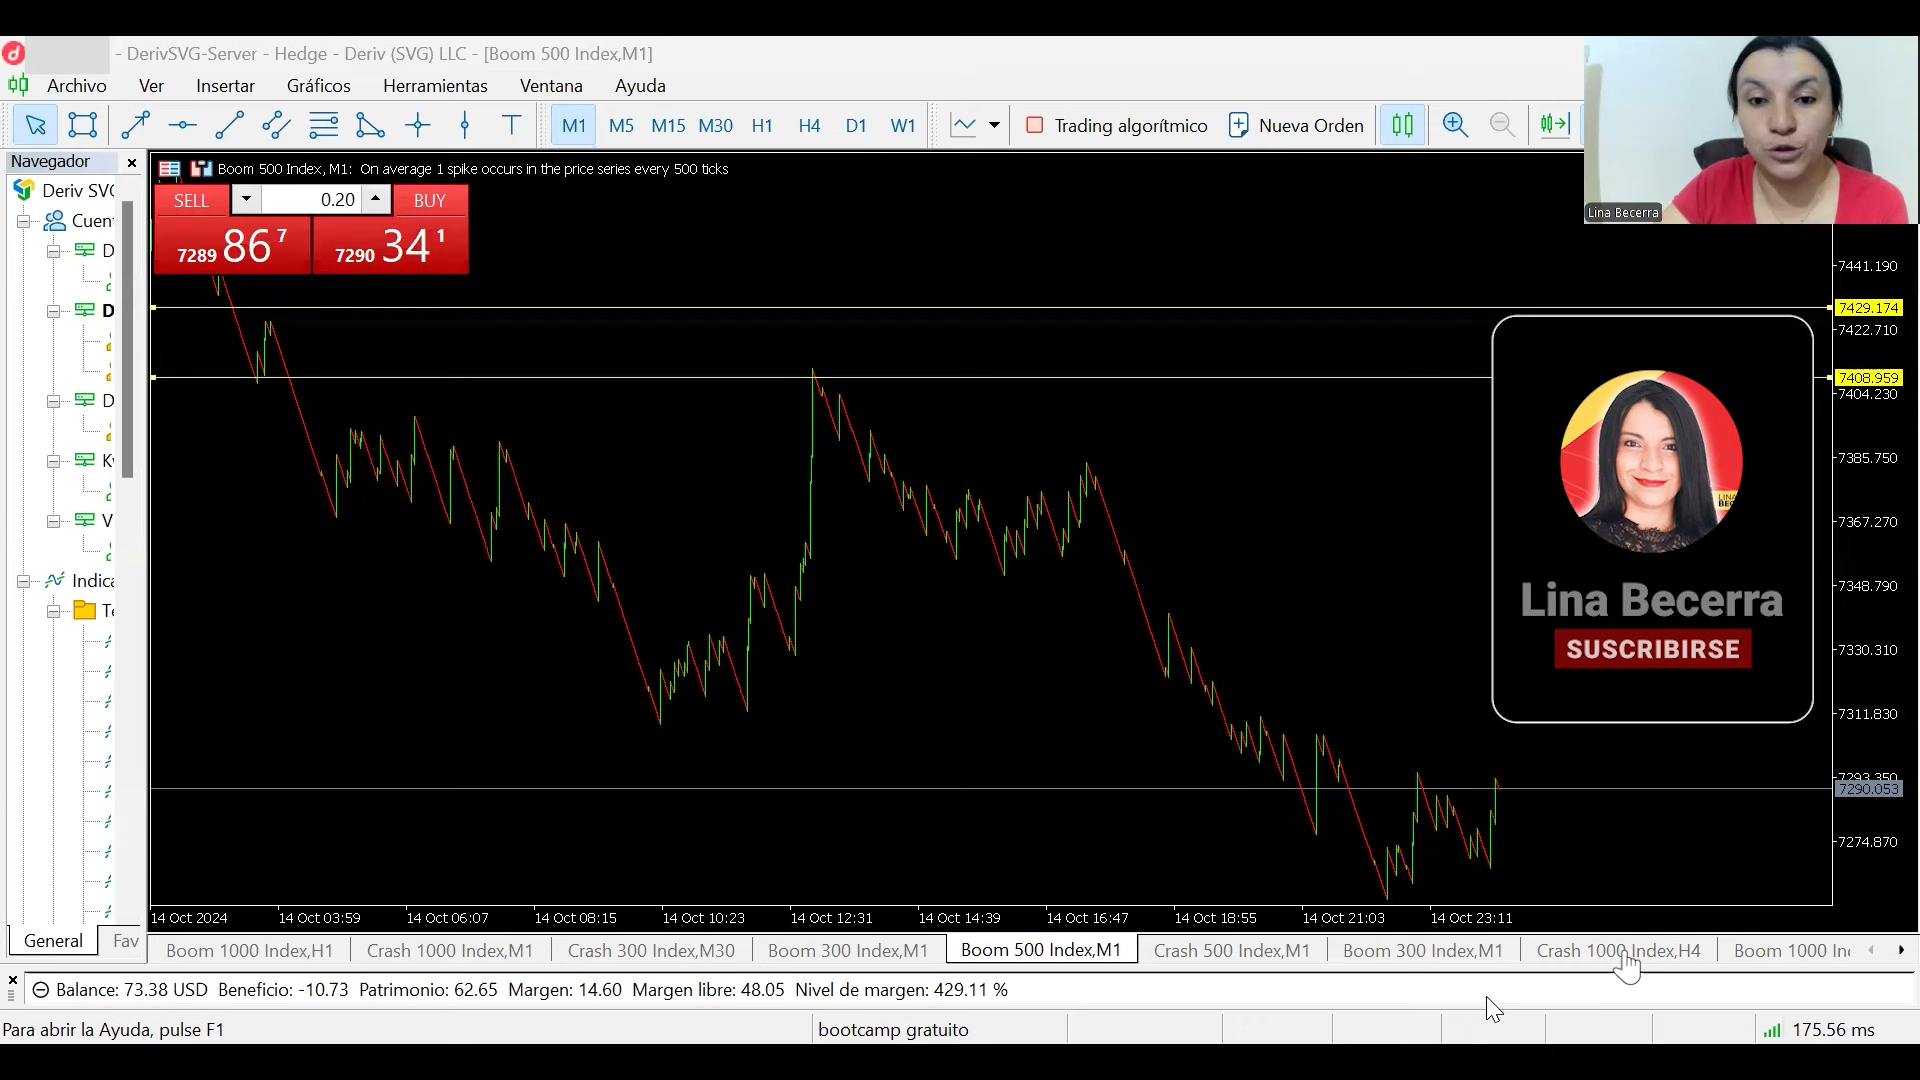 - DerivSVG-Server - Hedge - Deriv (SVG) LLC - [Boom 500 Index,M1]
Archivo Ver Insertar Gráficos Herramientas Ventana Ayuda
M1 M5 M15 M30 H1 H4 D1 W1 Trading algorítmico Nueva Orden
Navegador
Deriv SV
Cuen
D
D
D
V
Indica
General Fav
Boom 500 Index, M1: On average 1 spike occurs in the price series every 500 ticks
SELL 0.20 BUY
7289 86 7 7290 34 1
Lina Becerra
7441.190
7429.174
7422.710
7408.959
7404.230
7385.750
7367.270
7348.790
7330.310
7311.830
7293.350
7290.053
7274.870
Lina Becerra
SUSCRIBIRSE
14 Oct 2024 14 Oct 03:59 14 Oct 06:07 14 Oct 08:15 14 Oct 10:23 14 Oct 12:31 14 Oct 14:39 14 Oct 16:47 14 Oct 18:55 14 Oct 21:03 14 Oct 23:11
Boom 1000 Index,H1 Crash 1000 Index,M1 Crash 300 Index,M30 Boom 300 Index,M1 Boom 500 Index,M1 Crash 500 Index,M1 Boom 300 Index,M1 Crash 1000 Index,H4 Boom 1000 In
Balance: 73.38 USD Beneficio: -10.73 Patrimonio: 62.65 Margen: 14.60 Margen libre: 48.05 Nivel de margen: 429.11 %
Para abrir la Ayuda, pulse F1 bootcamp gratuito 175.56 ms